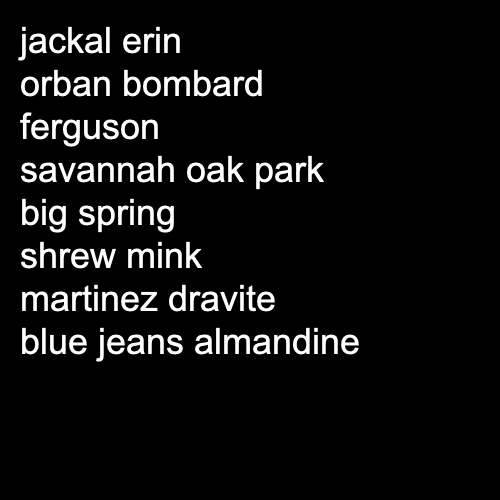 jackal erin
orban bombard
ferguson
savannah oak park
big spring
shrew mink
martinez dravite
blue jeans almandine